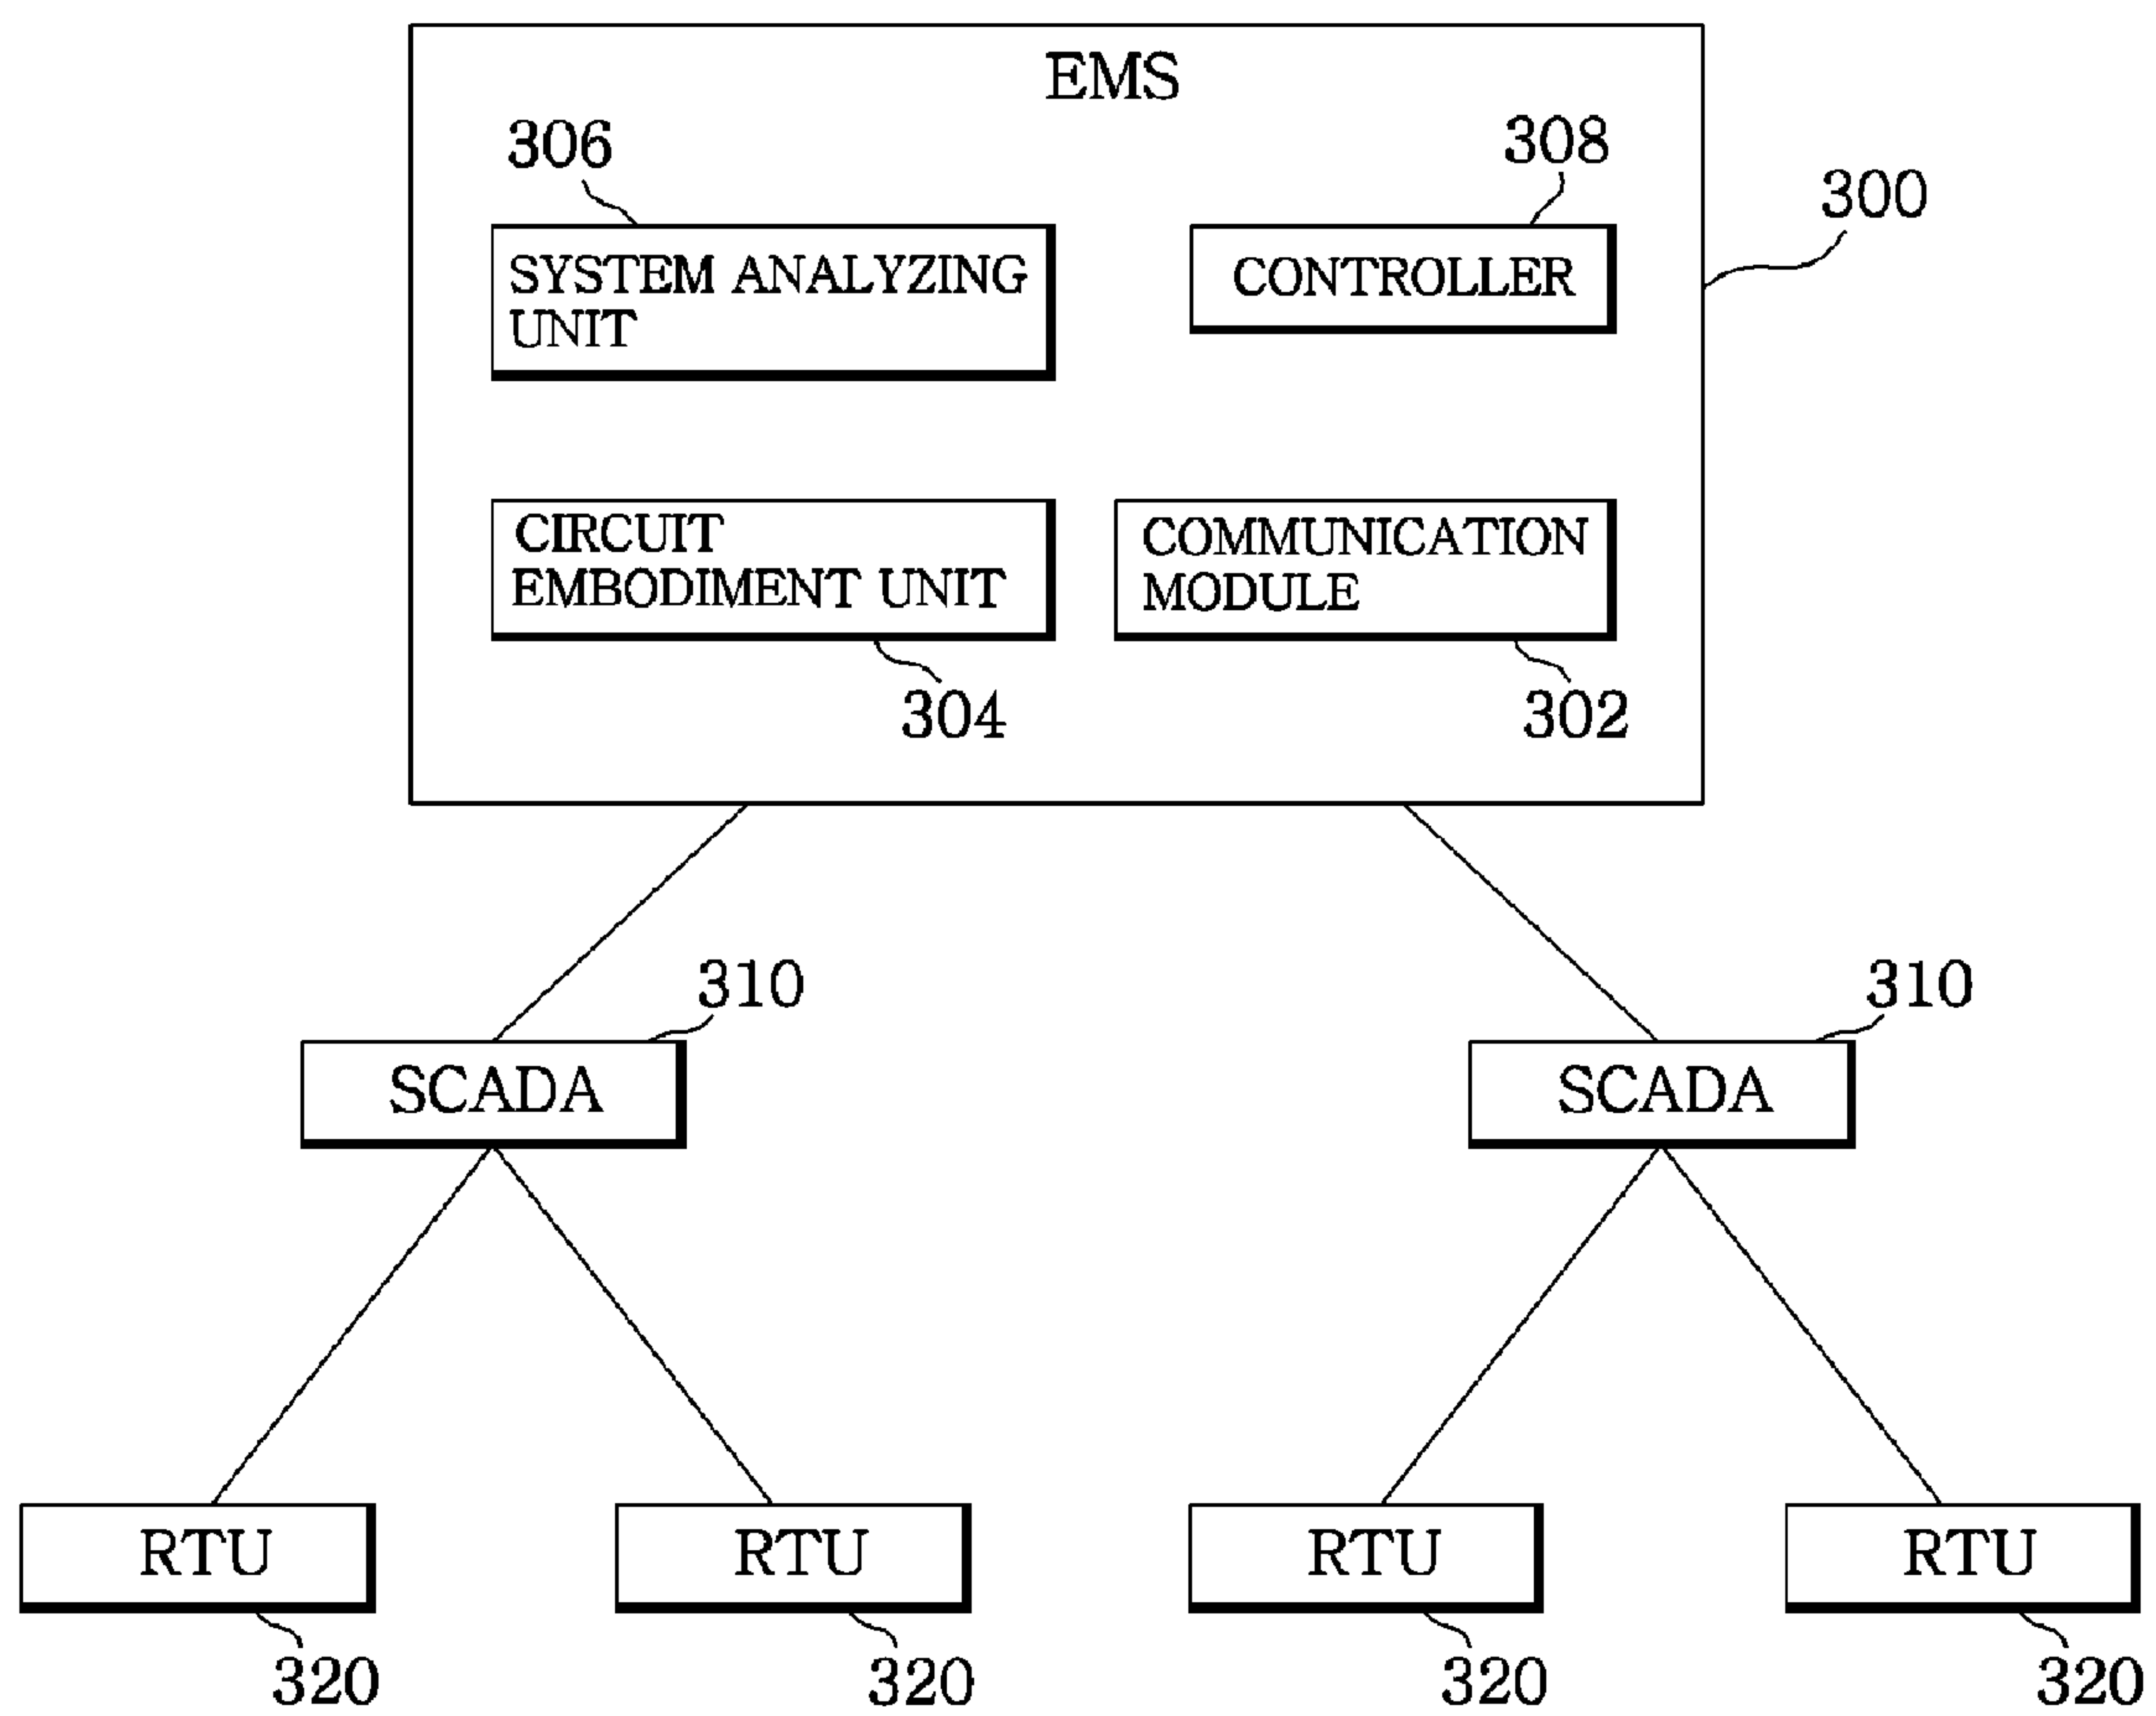 EMS
306
308
300
SYSTEM ANALYZING
UNIT
CONTROLLER
CIRCUIT
EMBODIMENT UNIT
COMMUNICATION
MODULE
304
302
310
310
SCADA
SCADA
RTU
RTU
RTU
RTU
320
320
320
320